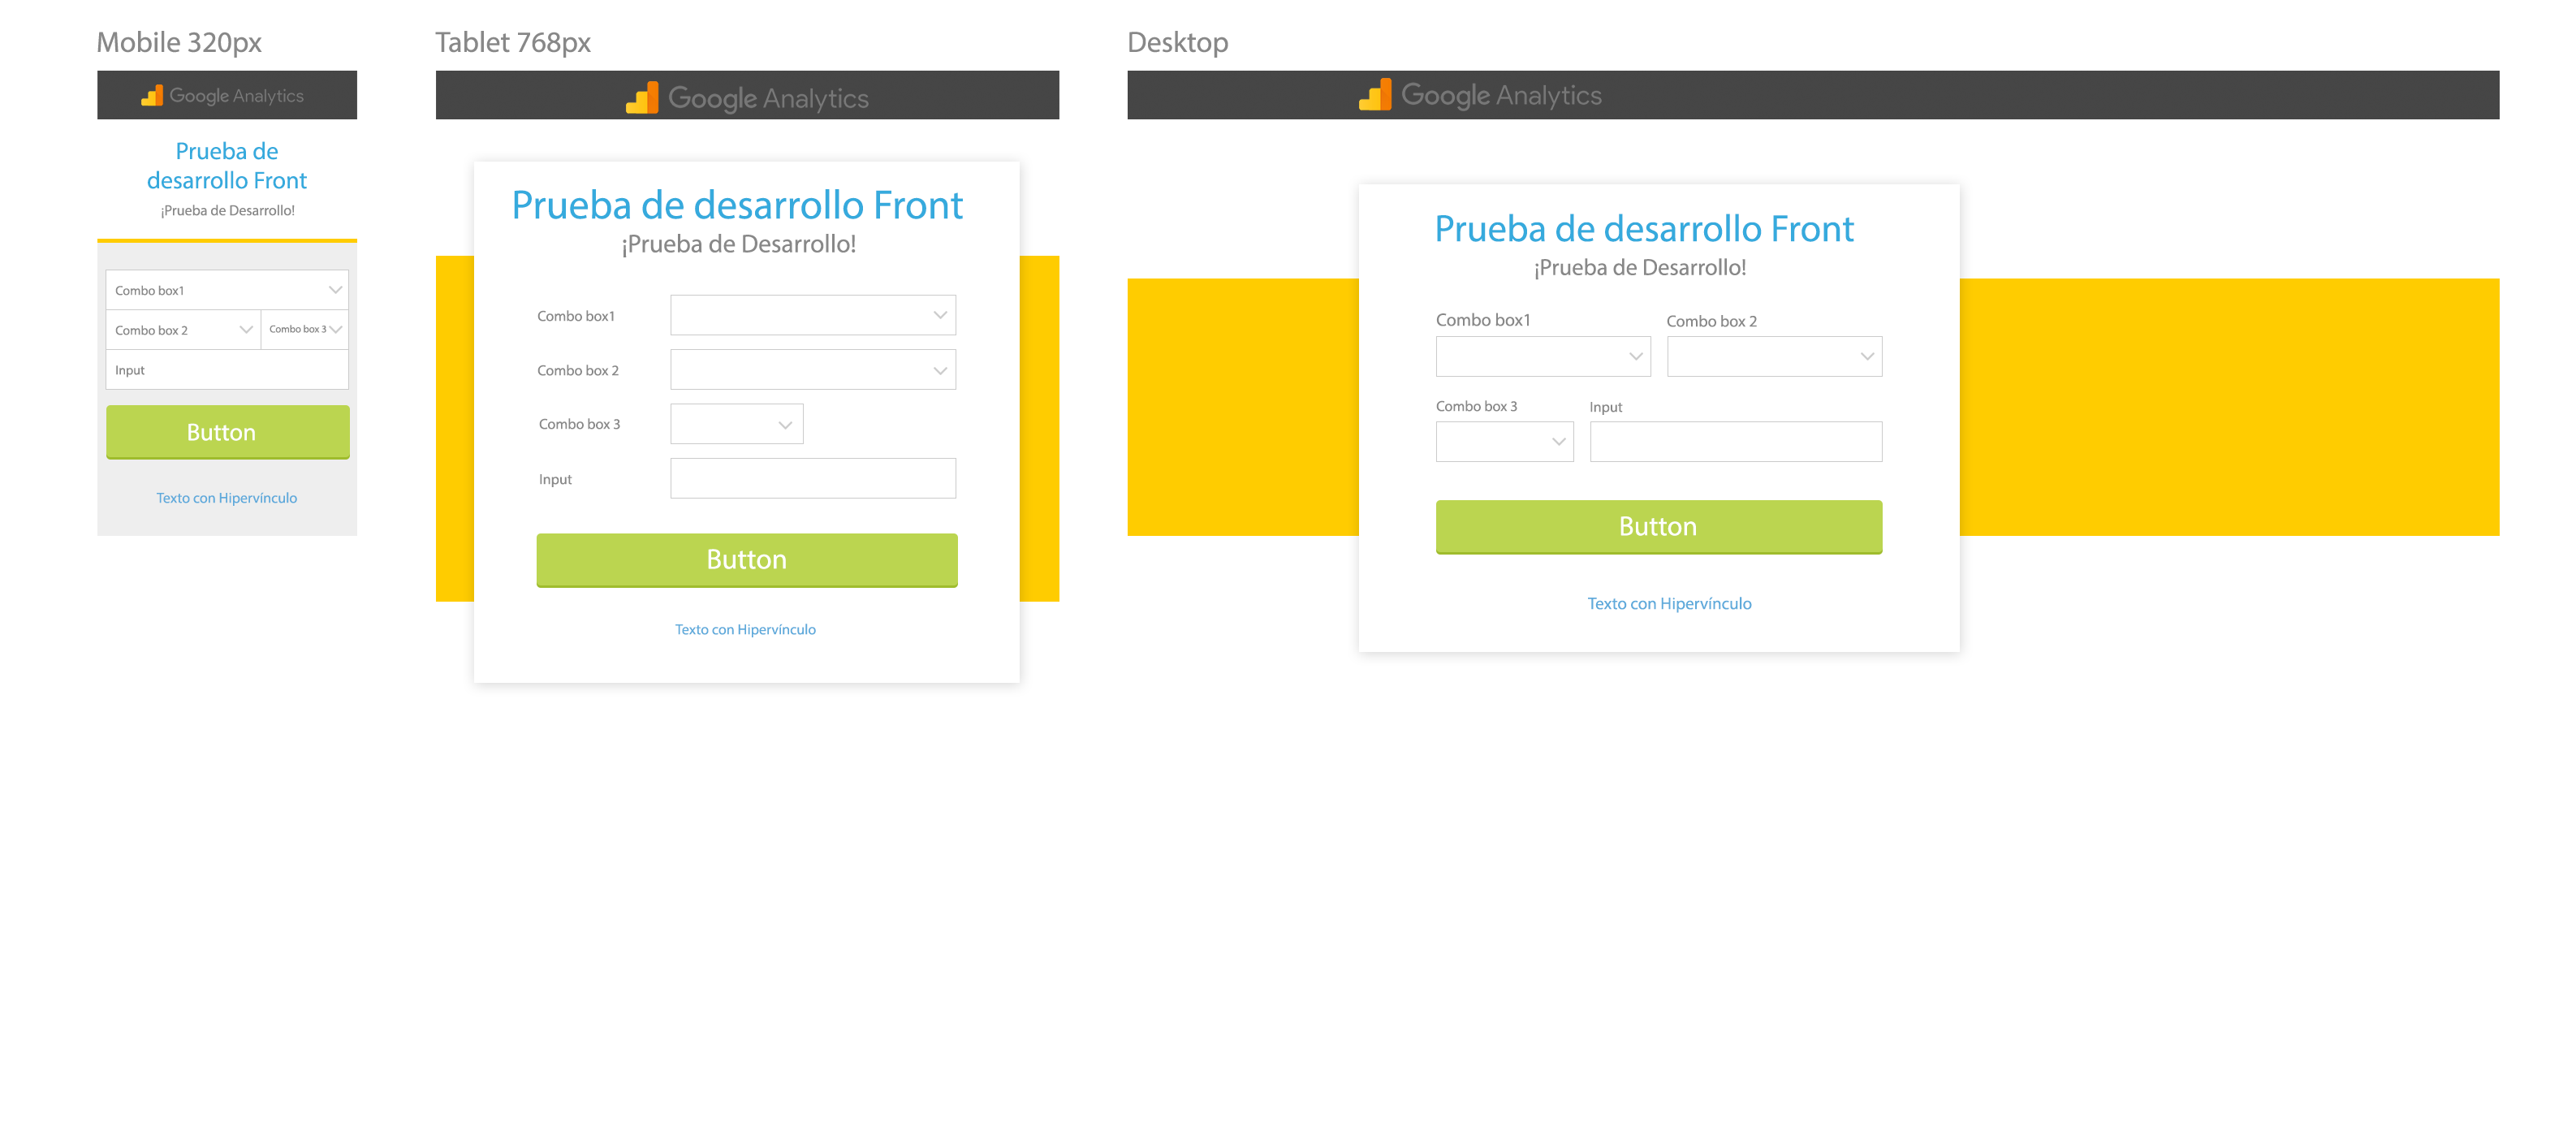 Mobile 320px
Google Analytics
Prueba de
desarrollo Front
¡Prueba de Desarrollo!
Combo box1
Combo box 2
Combo box 3
Input
Button
Texto con Hipervínculo
Tablet 768px
Google Analytics
Prueba de desarrollo Front
¡Prueba de Desarrollo!
Combo box1
Combo box 2
Combo box 3
Input
Button
Texto con Hipervínculo
Desktop
Google Analytics
Prueba de desarrollo Front
¡Prueba de Desarrollo!
Combo box1
Combo box 2
Combo box 3
Input
Button
Texto con Hipervínculo